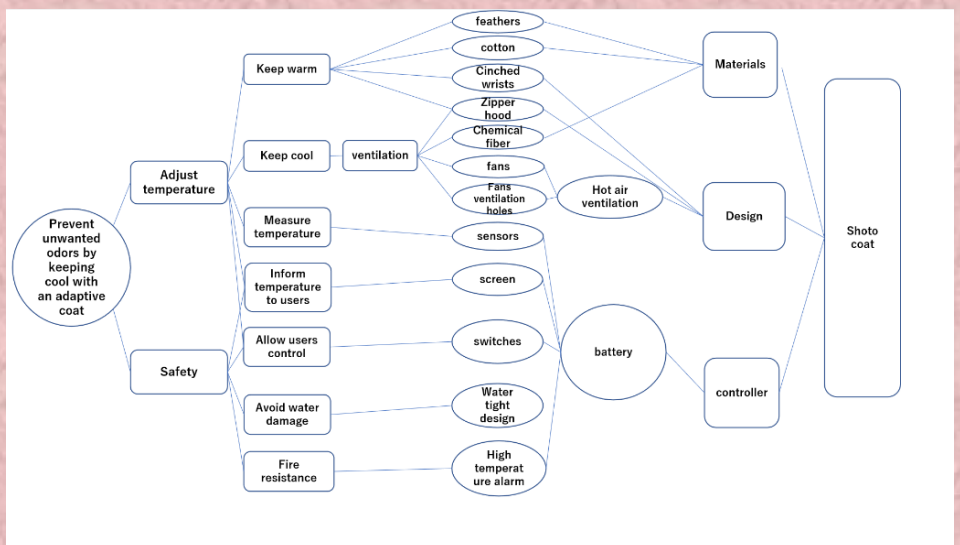 Prevent
unwanted
odors by
keeping
cool with
an adaptive
coat
Adjust
temperature
Safety
Keep warm
Keep cool
ventilation
Measure
temperature
Inform
temperature
to users
Allow users
control
Avoid water
damage
Fire
resistance
feathers
cotton
Cinched
wrists
Zipper
hood
Chemical
fiber
fans
Fans
ventilation
holes
sensors
screen
switches
Water
tight
design
High
temperat
ure alarm
Hot air
ventilation
battery
Materials
Design
controller
Shoto
coat